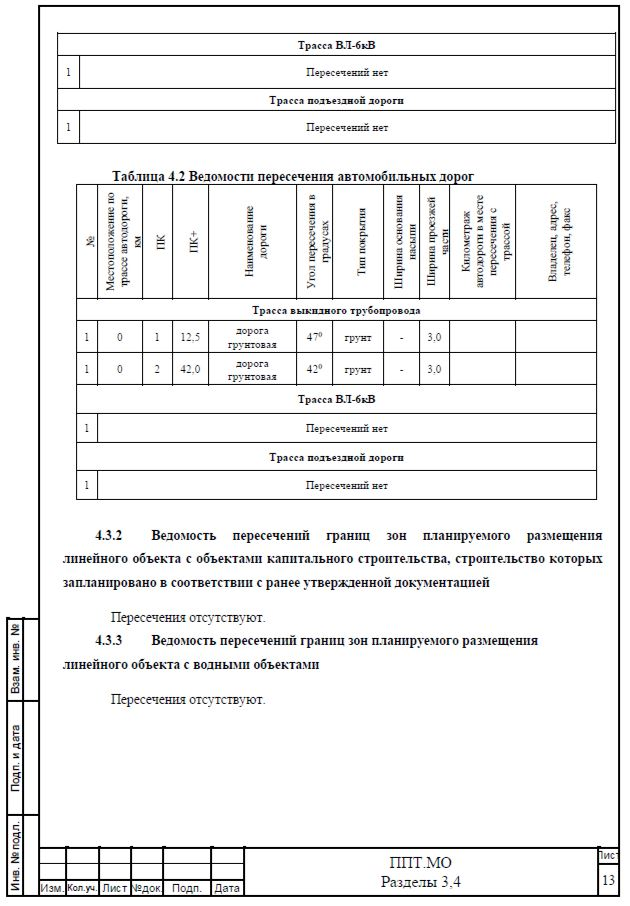 Трасса ВЛ-6кВ
1 Пересечений нет
Трасса подъездной дороги
1 Пересечений нет
Таблица 4.2 Ведомости пересечения автомобильных дорог
№
Местоположение по
трассе автодороги,
км
ПК
ПК+
Наименование
дороги
Угол пересечения в
градусах
Тип покрытия
Ширина основания
насыпи
Ширина проезжей
части
Километраж
автодороги в месте
пересечения с
трассой
Владелец, адрес,
телефон, факс
Трасса выкидного трубопровода
1 0 1 12,5 дорога грунтовая 47⁰ грунт - 3,0
1 0 2 42,0 дорога грунтовая 42⁰ грунт - 3,0
Трасса ВЛ-6кВ
1 Пересечений нет
Трасса подъездной дороги
1 Пересечений нет
4.3.2 Ведомость пересечений границ зон планируемого размещения
линейного объекта с объектами капитального строительства, строительство которых
запланировано в соответствии с ранее утвержденной документацией
Пересечения отсутствуют.
4.3.3 Ведомость пересечений границ зон планируемого размещения
линейного объекта с водными объектами
Пересечения отсутствуют.
Взам. инв. №
Подп. и дата
Инв. № подл.
Изм. Кол.уч. Лист №док. Подп. Дата
ППТ.МО
Разделы 3,4
Лист
13